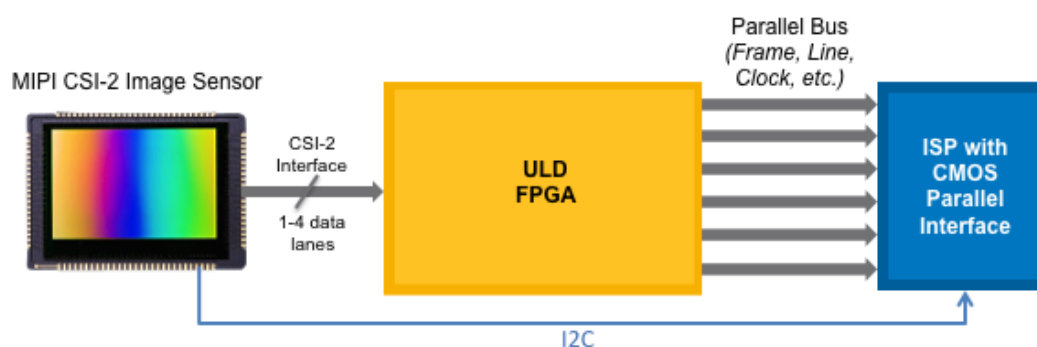 MIPI CSI-2 Image Sensor
CSI-2
Interface
1-4 data
lanes
ULD
FPGA
Parallel Bus
(Frame, Line,
Clock, etc.)
ISP with
CMOS
Parallel
Interface
I2C